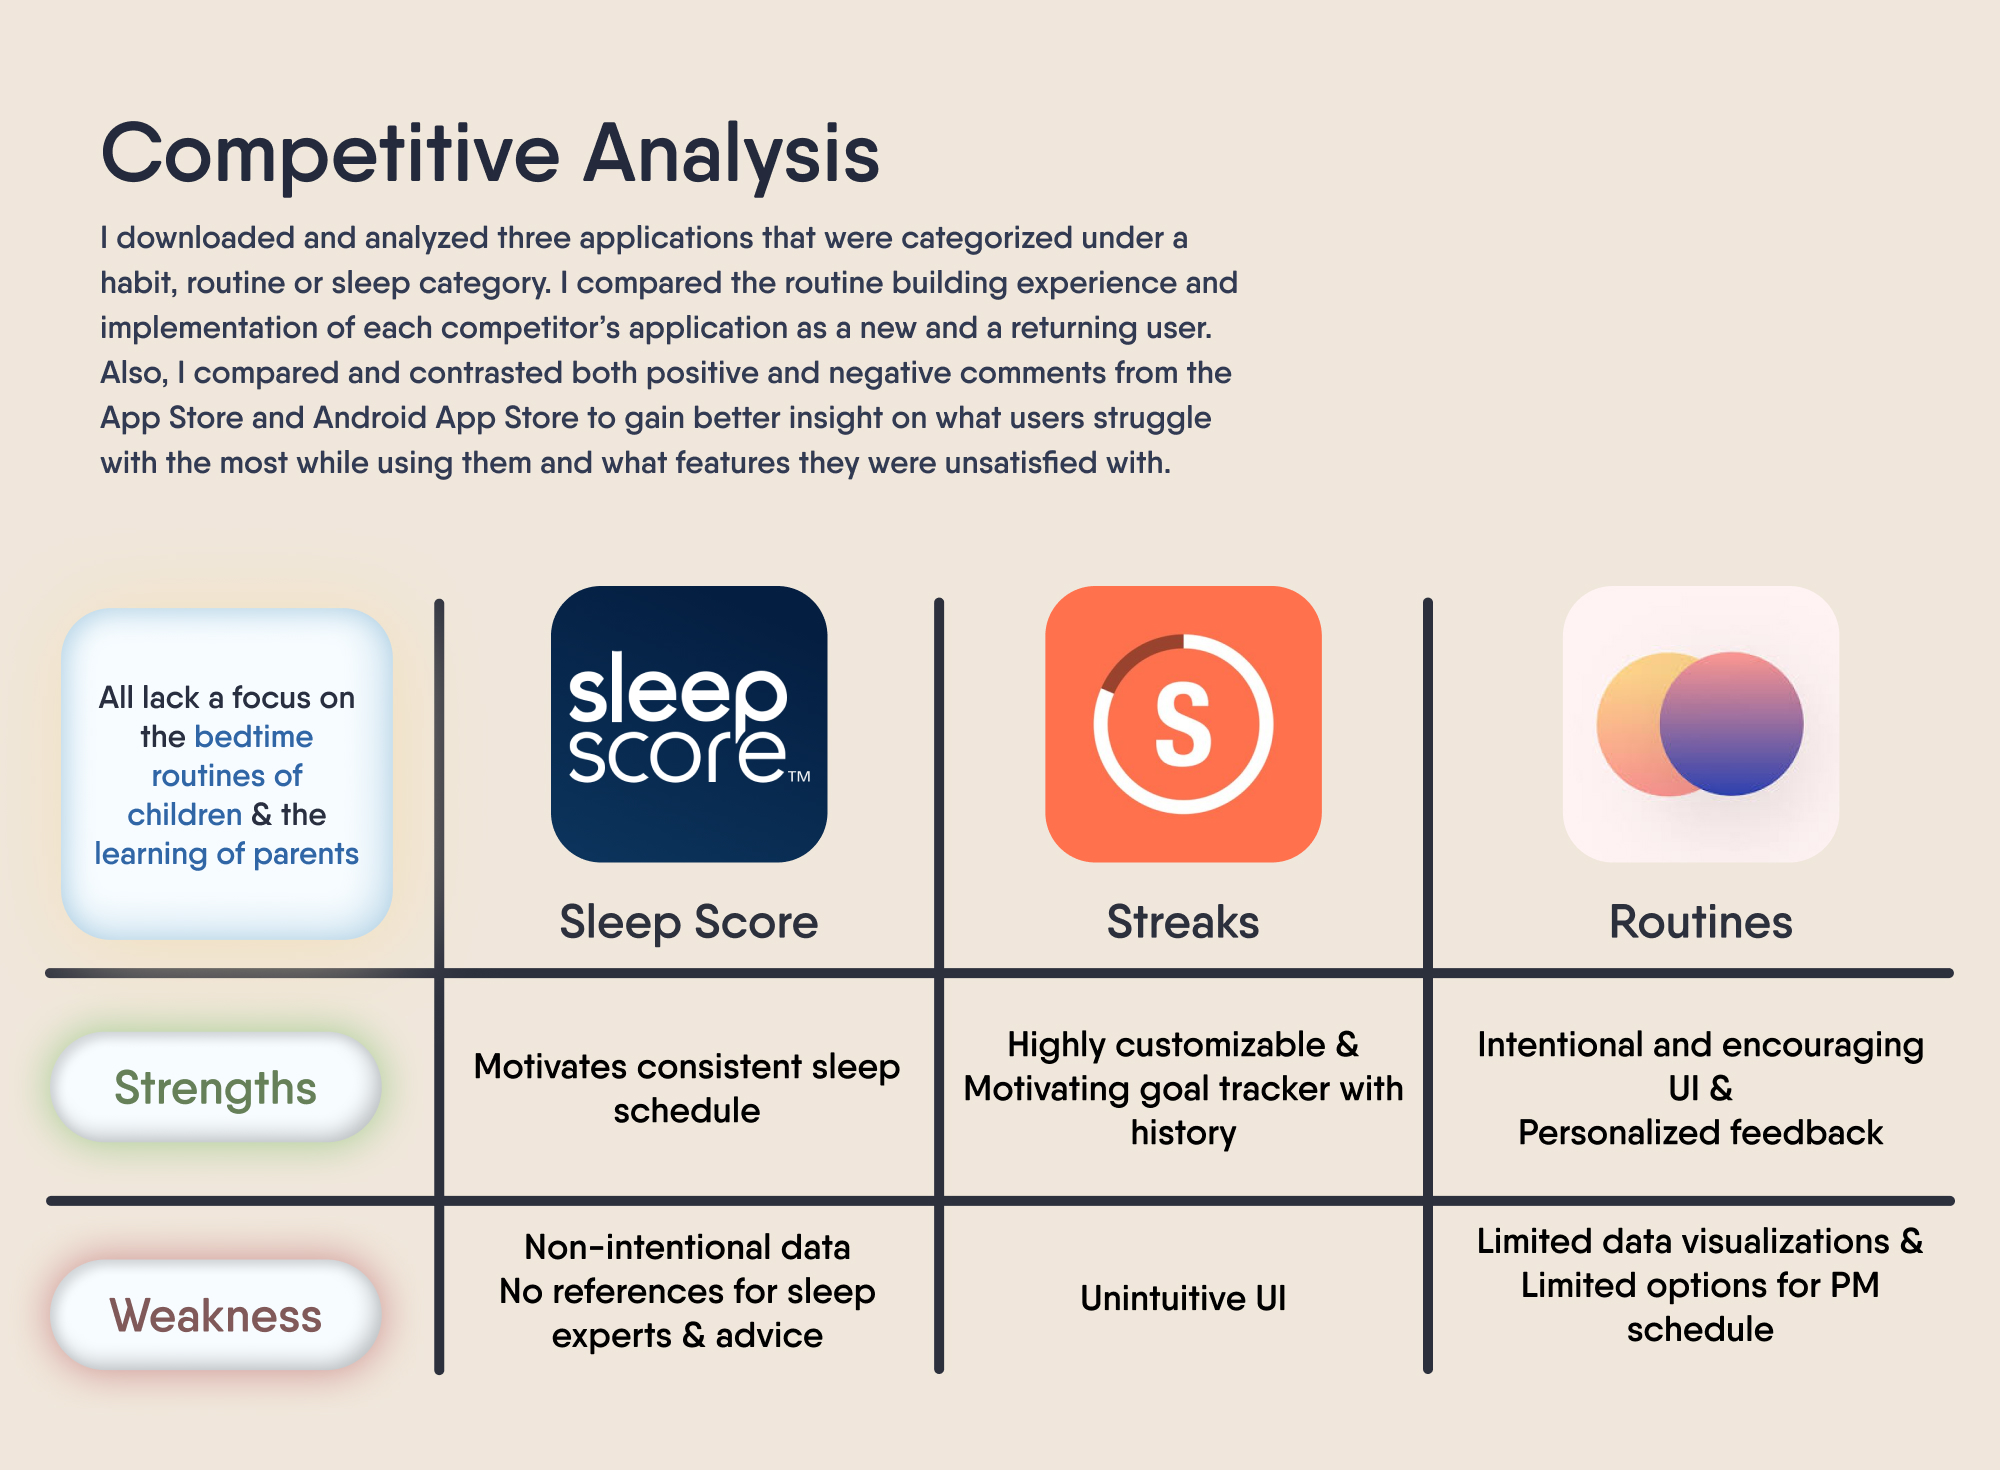 Competitive Analysis
I downloaded and analyzed three applications that were categorized under a
habit, routine or sleep category. I compared the routine building experience and
implementation of each competitor’s application as a new and a returning user.
Also, I compared and contrasted both positive and negative comments from the
App Store and Android App Store to gain better insight on what users struggle
with the most while using them and what features they were unsatisfied with.
All lack a focus on
the bedtime
routines of
children & the
learning of parents
sleep
score™
Sleep Score
S
Streaks
Routines
Strengths
Motivates consistent sleep
schedule
Highly customizable &
Motivating goal tracker with
history
Intentional and encouraging
UI &
Personalized feedback
Weakness
Non-intentional data
No references for sleep
experts & advice
Unintuitive UI
Limited data visualizations &
Limited options for PM
schedule